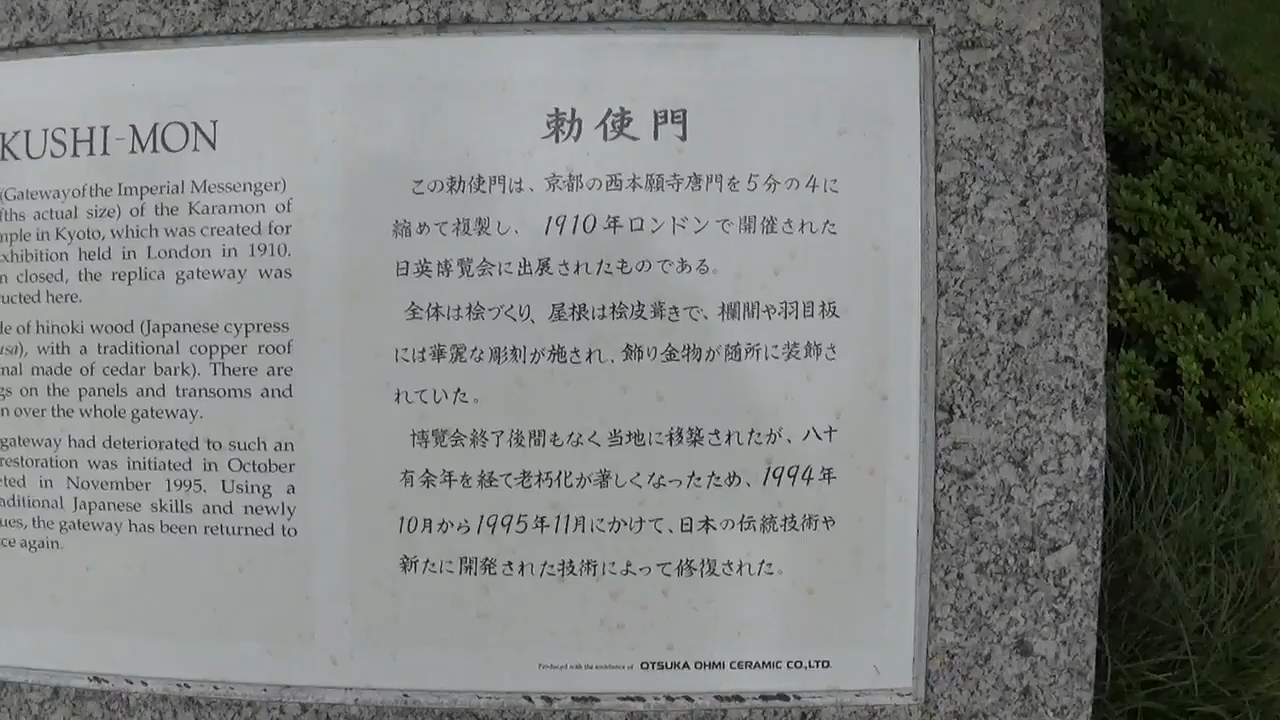 KUSHI-MON
(Gateway of the Imperial Messenger)
fths actual size) of the Karamon of
mple in Kyoto, which was created for
xhibition held in London in 1910.
n closed, the replica gateway was
ucted here.
de of hinoki wood (Japanese cypress
usa), with a traditional copper roof
nal made of cedar bark). There are
gs on the panels and transoms and
n over the whole gateway.
gateway had deteriorated to such an
restoration was initiated in October
eted in November 1995. Using a
aditional Japanese skills and newly
ues, the gateway has been returned to
ce again.
勅使門
この勅使門は、京都の西本願寺唐門を5分の4に
縮めて複製し、1910年ロンドンで開催された
日英博覧会に出展されたものである。
全体は桧づくり、屋根は桧皮葺きで、欄間や羽目板
には華麗な彫刻が施され、飾り金物が随所に装飾さ
れていた。
博覧会終了後間もなく当地に移築されたが、八十
有余年を経て老朽化が著しくなったため、1994年
10月から1995年11月にかけて、日本の伝統技術や
新たに開発された技術によって修復された。
Produced with the assistance of OTSUKA OHMI CERAMIC CO.,LTD.